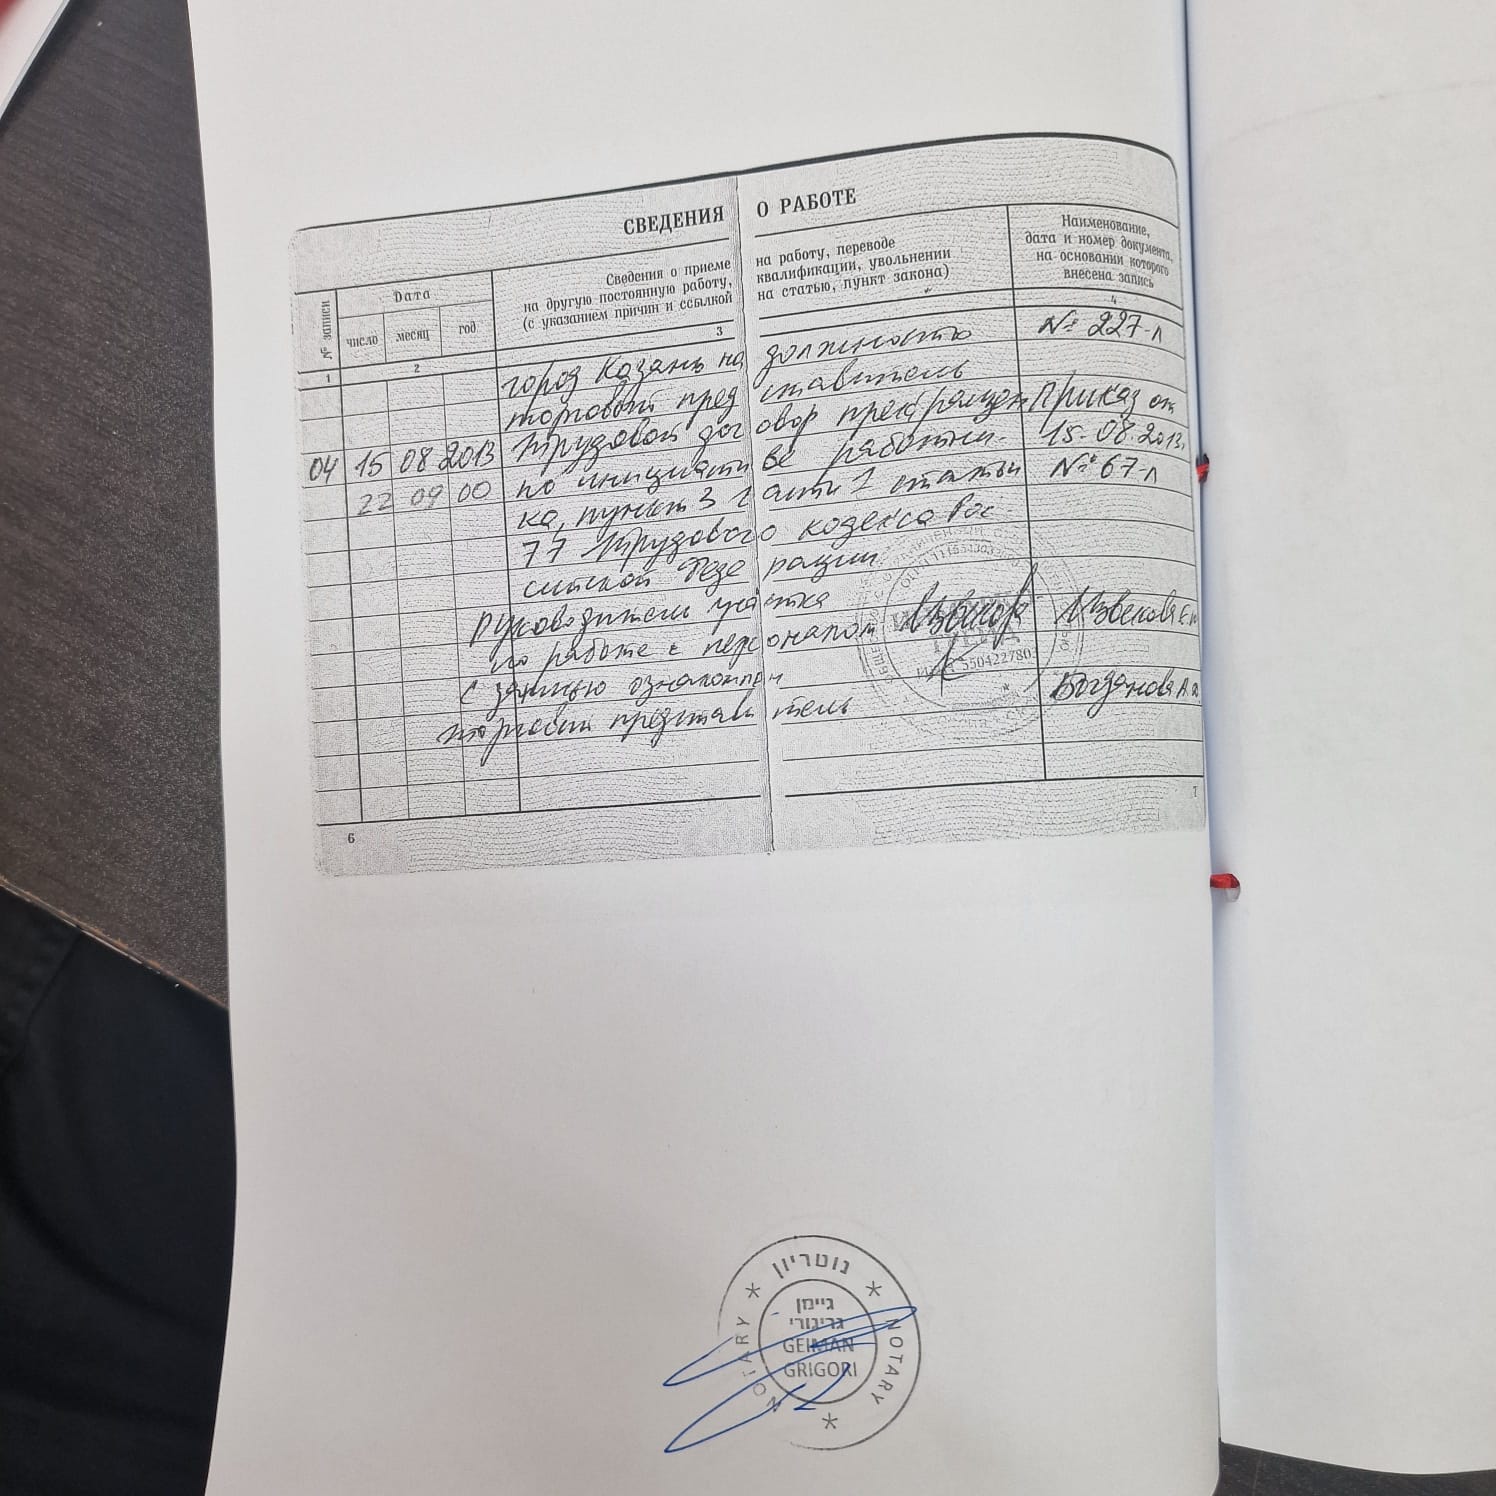 СВЕДЕНИЯ О РАБОТЕ
№ записи
Дата
число
месяц
год
Сведения о приеме на работу, переводе
на другую постоянную работу, квалификации, увольнении
(с указанием причин и ссылкой на статью, пункт закона)
Наименование,
дата и номер документа,
на основании которого
внесена запись
1 2 3 4
город Казань на должность № 227-л
торговый представитель
04 15 08 2013 Трудовой договор прекращен Приказ от
22 09 00 по инициативе работни- 15.08.2013г.
ка, пункт 3 части 1 статьи № 67-л
77 Трудового кодекса Рос-
сийской Федерации
Руководитель участка
по работе с персоналом Извекова Е.
С записью ознакомлен
торговый представитель Богданова А.
550422780
6 7
נוטריון
גיימן
גריגורי
GEIMAN
GRIGORI
NOTARY
NOTARY